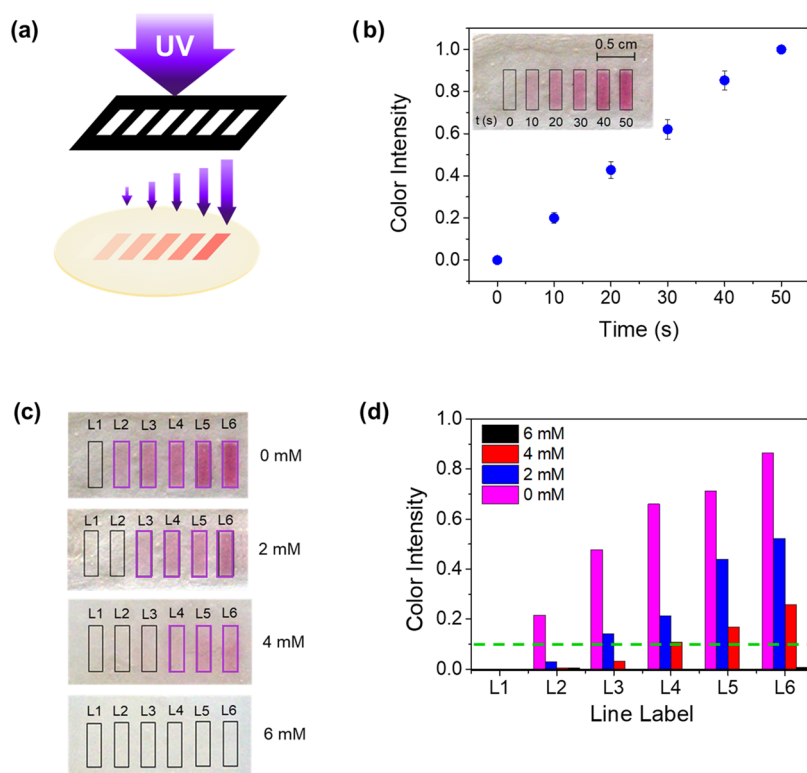 (a)
UV
(b)
Color Intensity
1.0
0.8
0.6
0.4
0.2
0.0
0.5 cm
t (s) 0 10 20 30 40 50
0 10 20 30 40 50
Time (s)
(c)
L1 L2 L3 L4 L5 L6
0 mM
L1 L2 L3 L4 L5 L6
2 mM
L1 L2 L3 L4 L5 L6
4 mM
L1 L2 L3 L4 L5 L6
6 mM
(d)
Color Intensity
1.0
0.8
0.6
0.4
0.2
0.0
6 mM
4 mM
2 mM
0 mM
L1 L2 L3 L4 L5 L6
Line Label